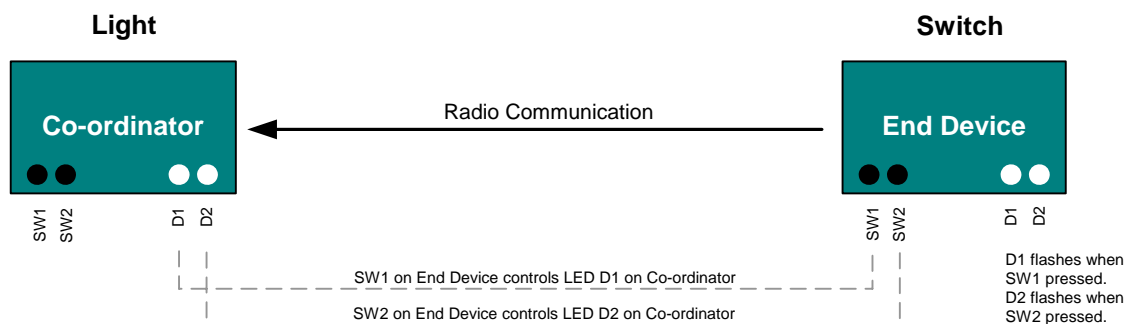 Light
Switch
Co-ordinator
Radio Communication
End Device
SW1
SW2
D1
D2
SW1
SW2
D1
D2
SW1 on End Device controls LED D1 on Co-ordinator
SW2 on End Device controls LED D2 on Co-ordinator
D1 flashes when
SW1 pressed.
D2 flashes when
SW2 pressed.